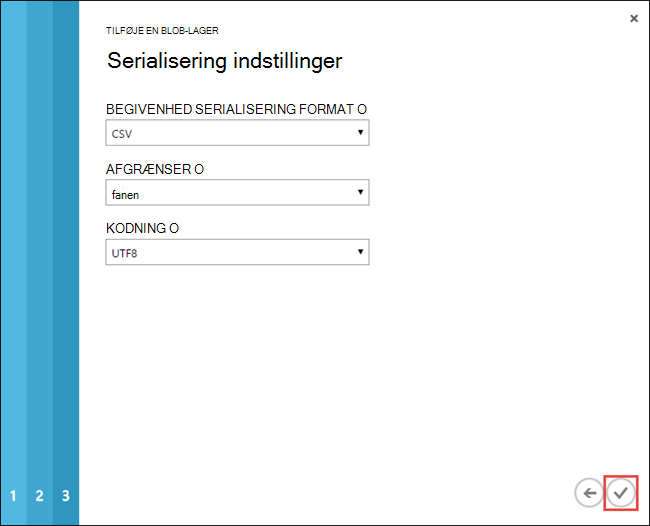 TILFØJE EN BLOB-LAGER
Serialisering indstillinger
BEGIVENHED SERIALISERING FORMAT O
CSV
AFGRÆNSER O
fanen
KODNING O
UTF8
1 2 3